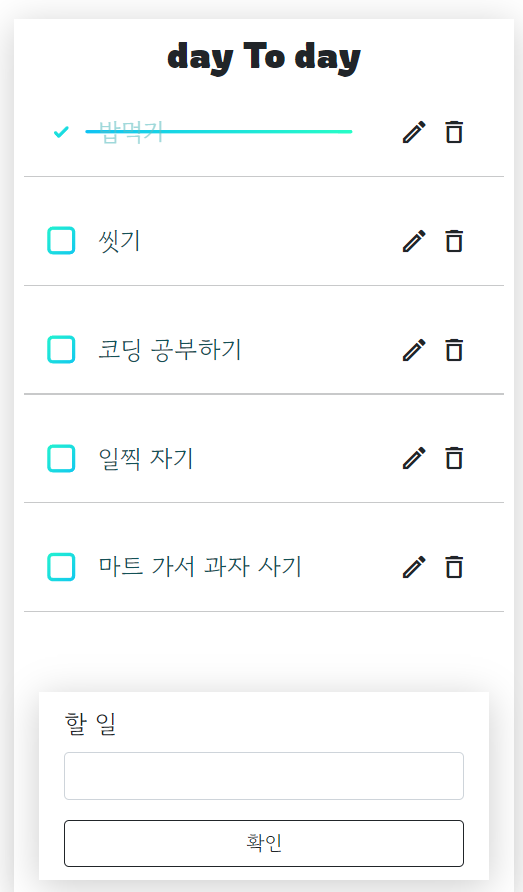 day To day
밥먹기
씻기
코딩 공부하기
일찍 자기
마트 가서 과자 사기
할 일
확인